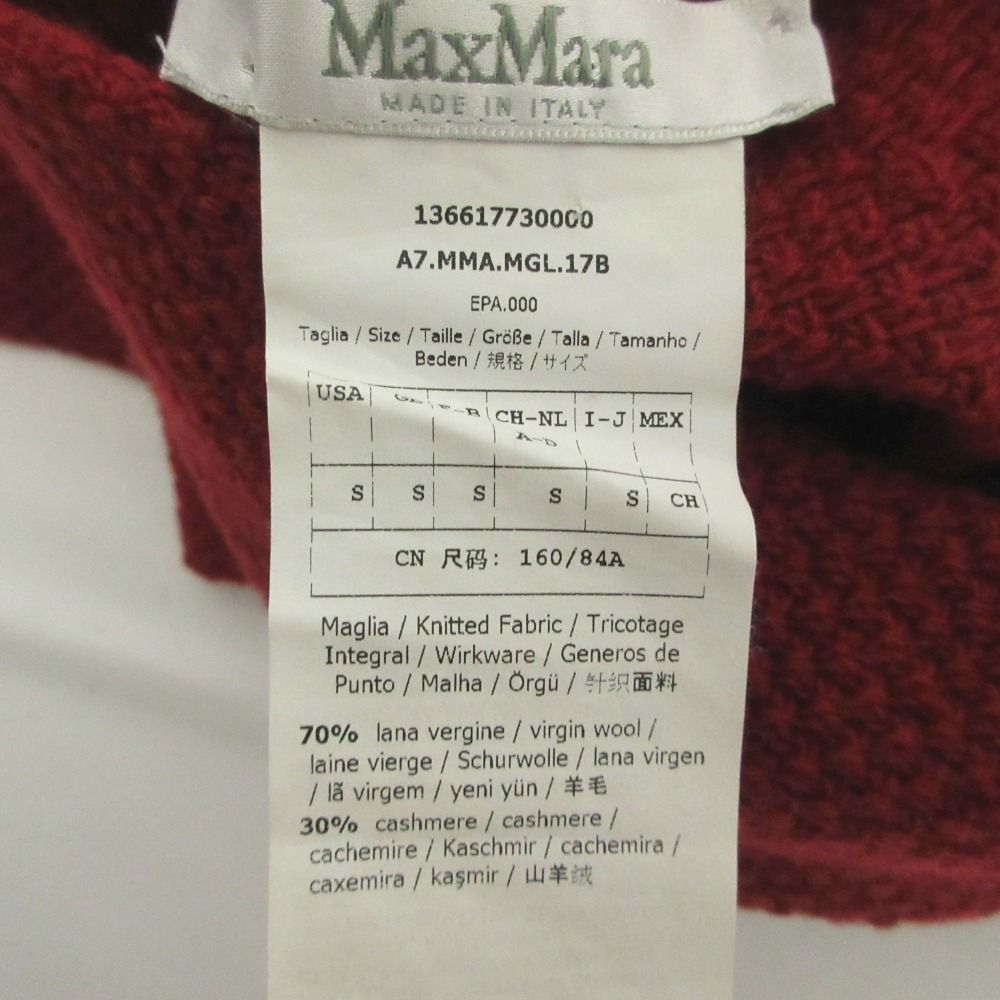 MaxMara
MADE IN ITALY
136617730000
A7.MMA.MGL.17B
EPA.000
Taglia / Size / Taille / Größe / Talla / Tamanho /
Beden / 規格 / サイズ
USA CH-NL I-J MEX
A-D
S S S S S CH
CN 尺码: 160/84A
Maglia / Knitted Fabric / Tricotage
Integral / Wirkware / Generos de
Punto / Malha / Örgü / 针织面料
70% lana vergine / virgin wool /
laine vierge / Schurwolle / lana virgen
/ lã virgem / yeni yün / 羊毛
30% cashmere / cashmere /
cachemire / Kaschmir / cachemira /
caxemira / kaşmir / 山羊绒